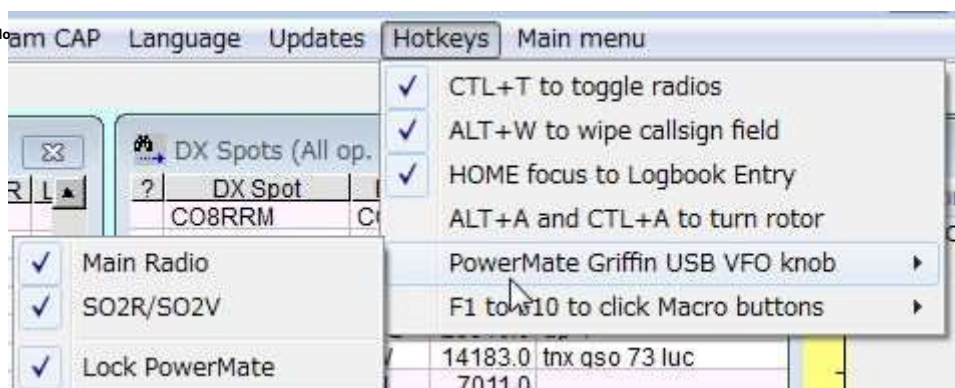 am CAP Language Updates Hotkeys Main menu
CTL+T to toggle radios
ALT+W to wipe callsign field
DX Spots (All op.
HOME focus to Logbook Entry
? DX Spot
CO8RRM
ALT+A and CTL+A to turn rotor
Main Radio
PowerMate Griffin USB VFO knob
SO2R/SO2V
F1 to F10 to click Macro buttons
14183.0 tnx qso 73 luc
Lock PowerMate
7011.0